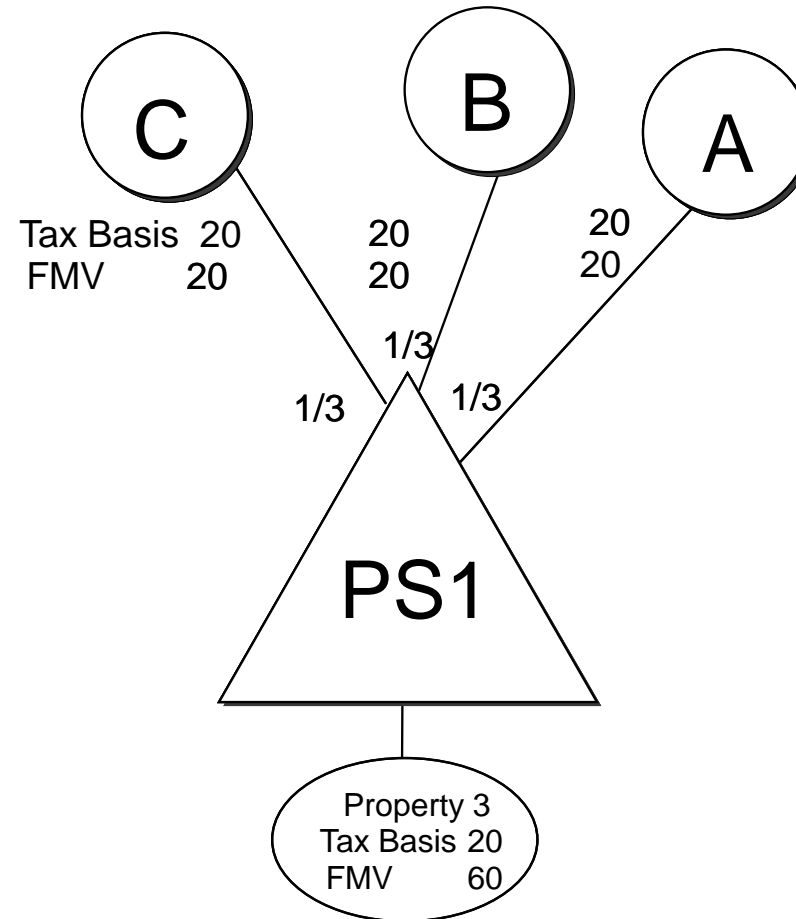 C
B
A
Tax Basis 20
FMV 20
20
20
20
20
1/3
1/3
1/3
PS1
Property 3
Tax Basis 20
FMV 60